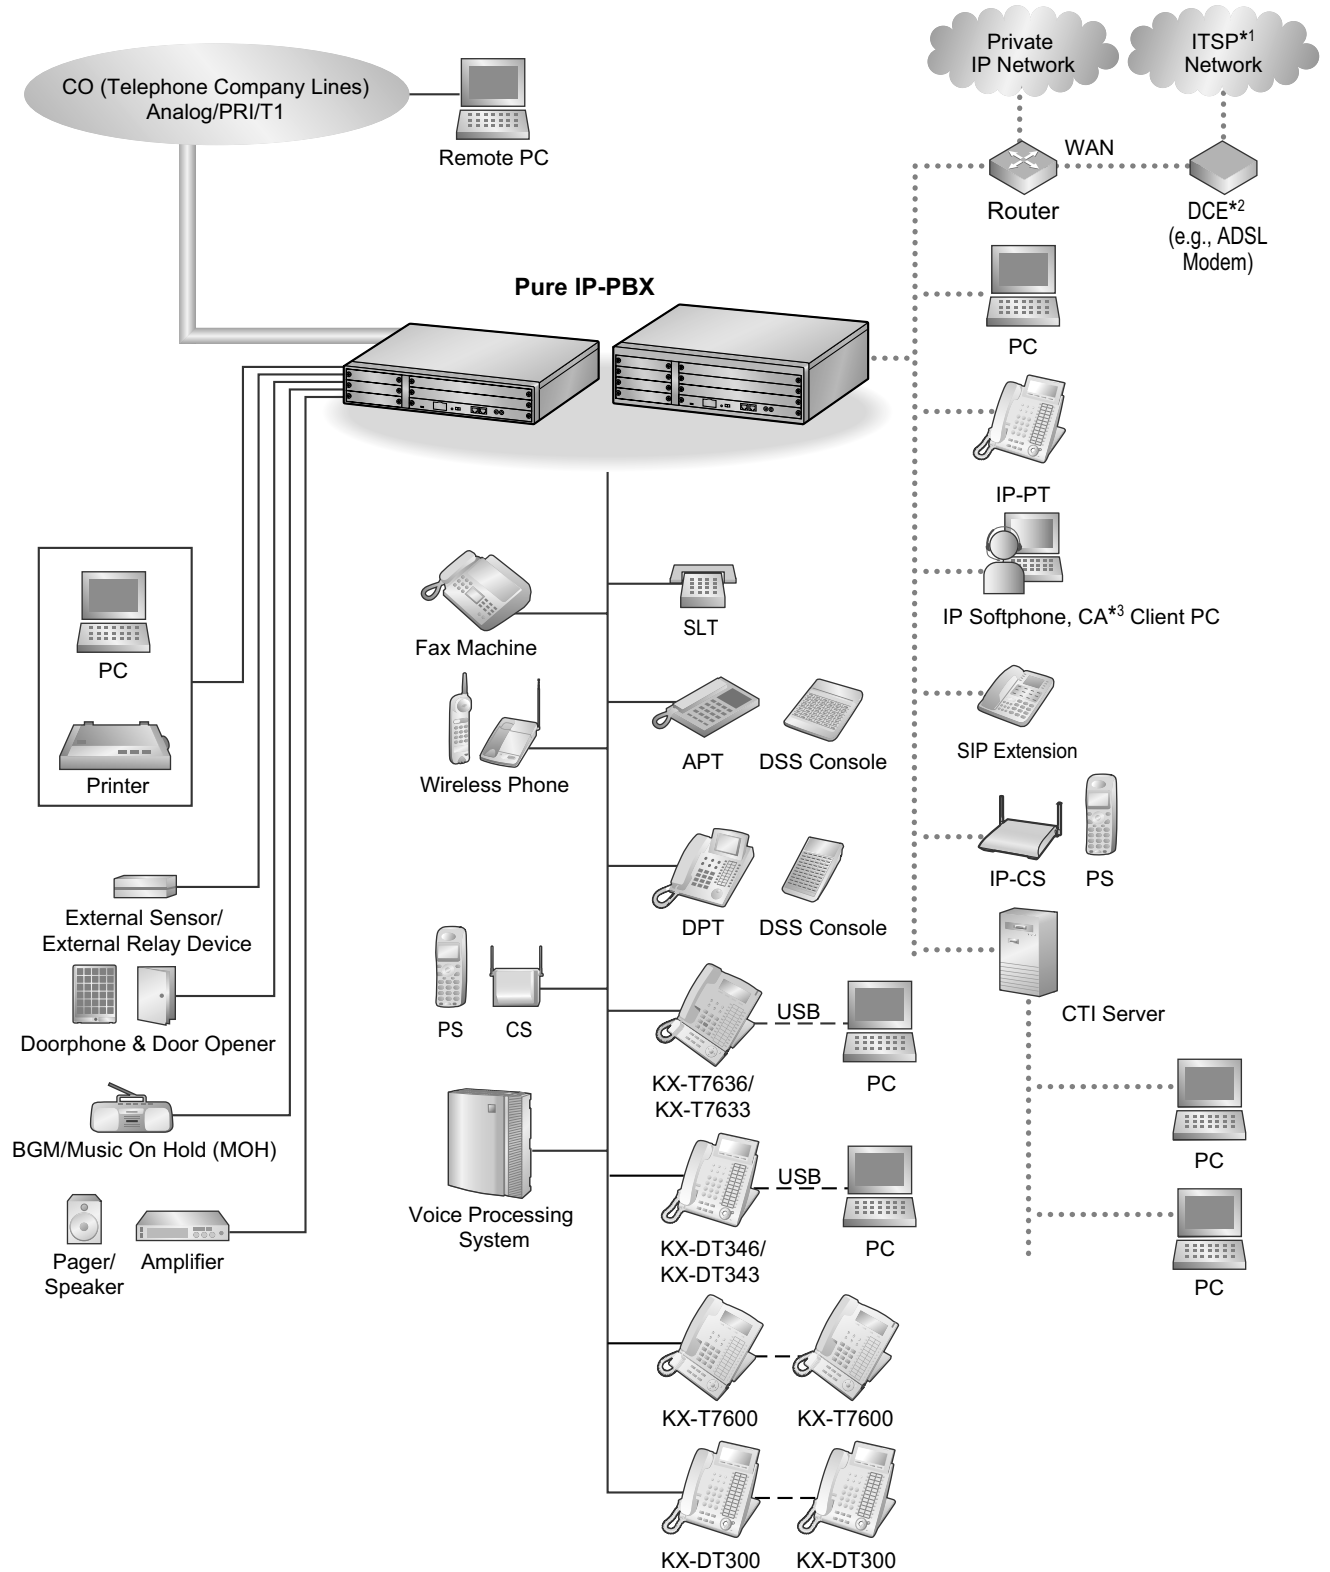 CO (Telephone Company Lines)
Analog/PRI/T1
Remote PC
Private
IP Network
ITSP*1
Network
WAN
Router
DCE*2
(e.g., ADSL
Modem)
Pure IP-PBX
PC
IP-PT
IP Softphone, CA*3 Client PC
SIP Extension
IP-CS
PS
CTI Server
PC
PC
PC
Printer
External Sensor/
External Relay Device
Doorphone & Door Opener
BGM/Music On Hold (MOH)
Pager/
Speaker
Amplifier
Fax Machine
Wireless Phone
PS
CS
Voice Processing
System
SLT
APT
DSS Console
DPT
DSS Console
USB
KX-T7636/
KX-T7633
PC
USB
KX-DT346/
KX-DT343
PC
KX-T7600
KX-T7600
KX-DT300
KX-DT300